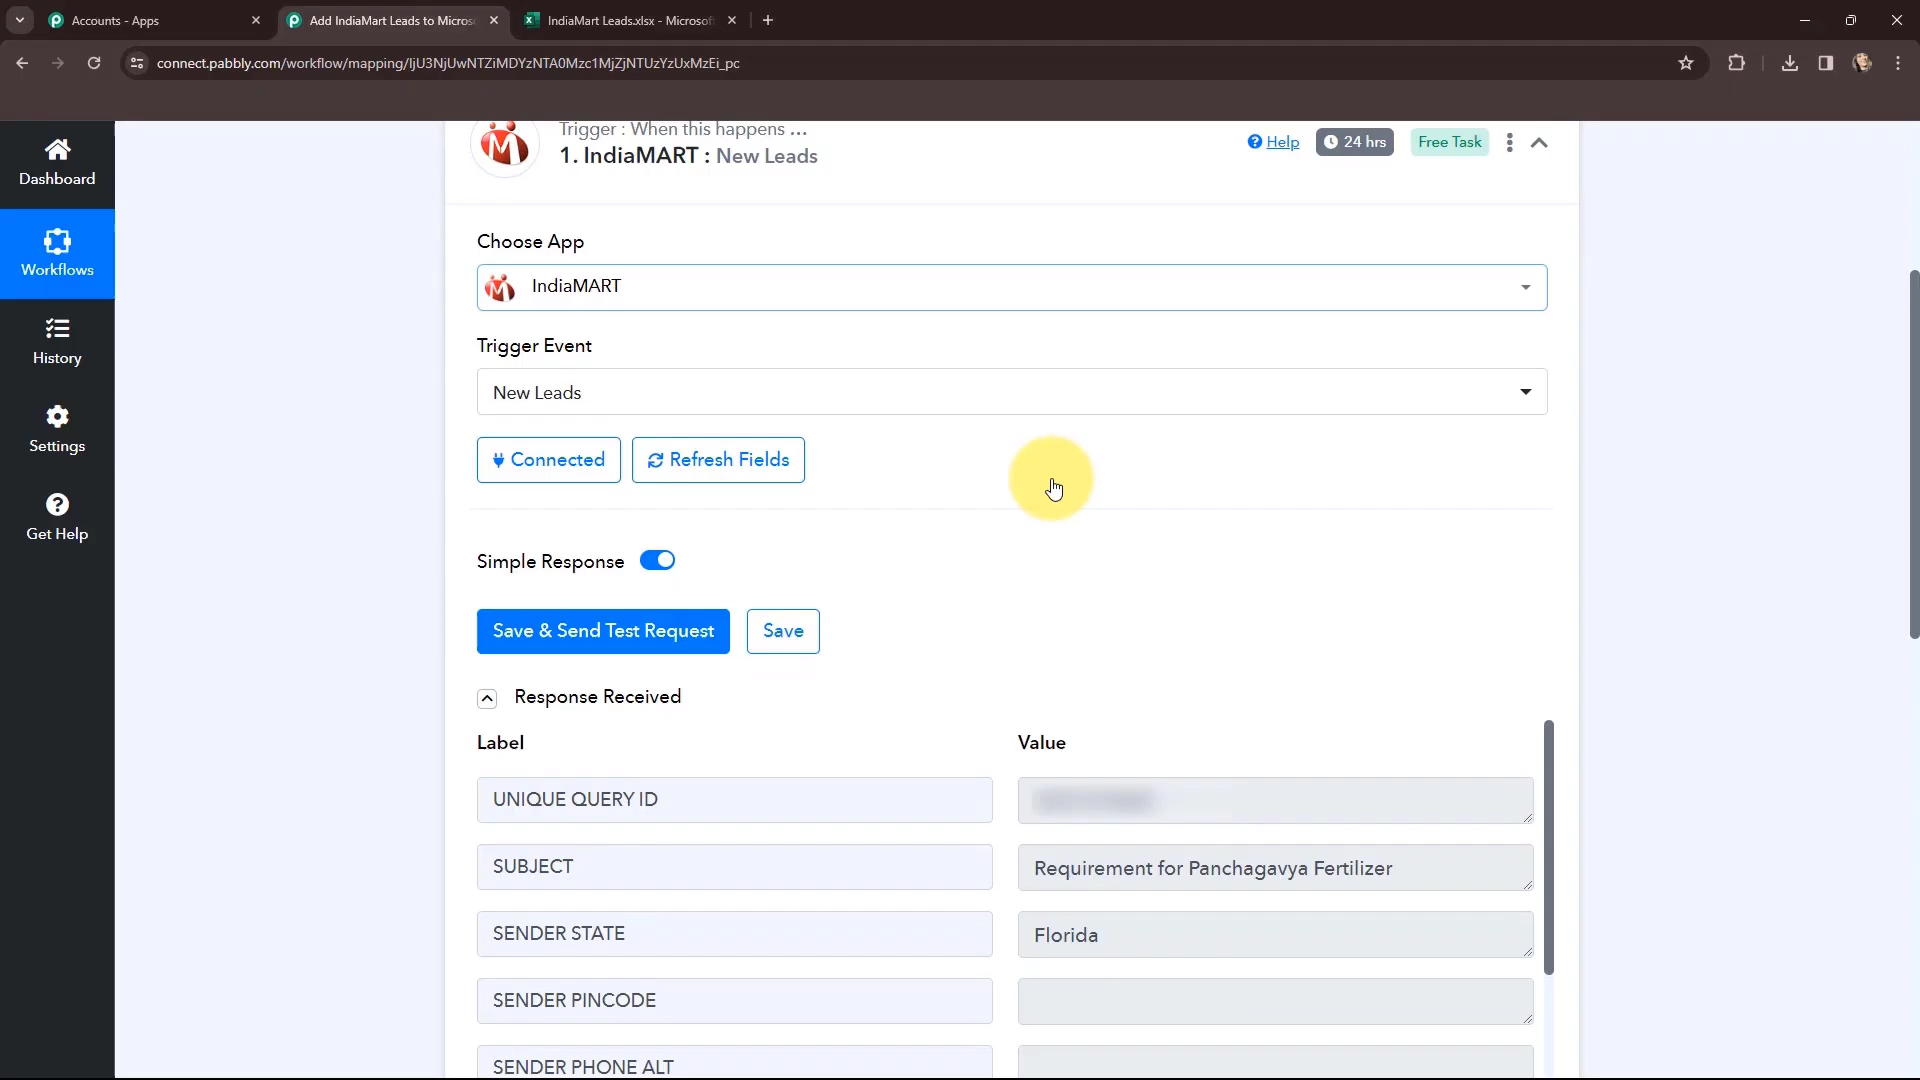 Accounts - Apps
Add IndiaMart Leads to Micros
IndiaMart Leads.xlsx - Microsof
connect.pabbly.com/workflow/mapping/IjU3NjUwNTZiMDYzNTA0Mzc1MjZjNTUzYzUxMzEi_pc
Dashboard
Workflows
History
Settings
Get Help
Trigger : When this happens ...
1. IndiaMART : New Leads
Help
24 hrs
Free Task
Choose App
IndiaMART
Trigger Event
New Leads
Connected
Refresh Fields
Simple Response
Save & Send Test Request
Save
Response Received
Label
Value
UNIQUE QUERY ID
SUBJECT
Requirement for Panchagavya Fertilizer
SENDER STATE
Florida
SENDER PINCODE
SENDER PHONE ALT